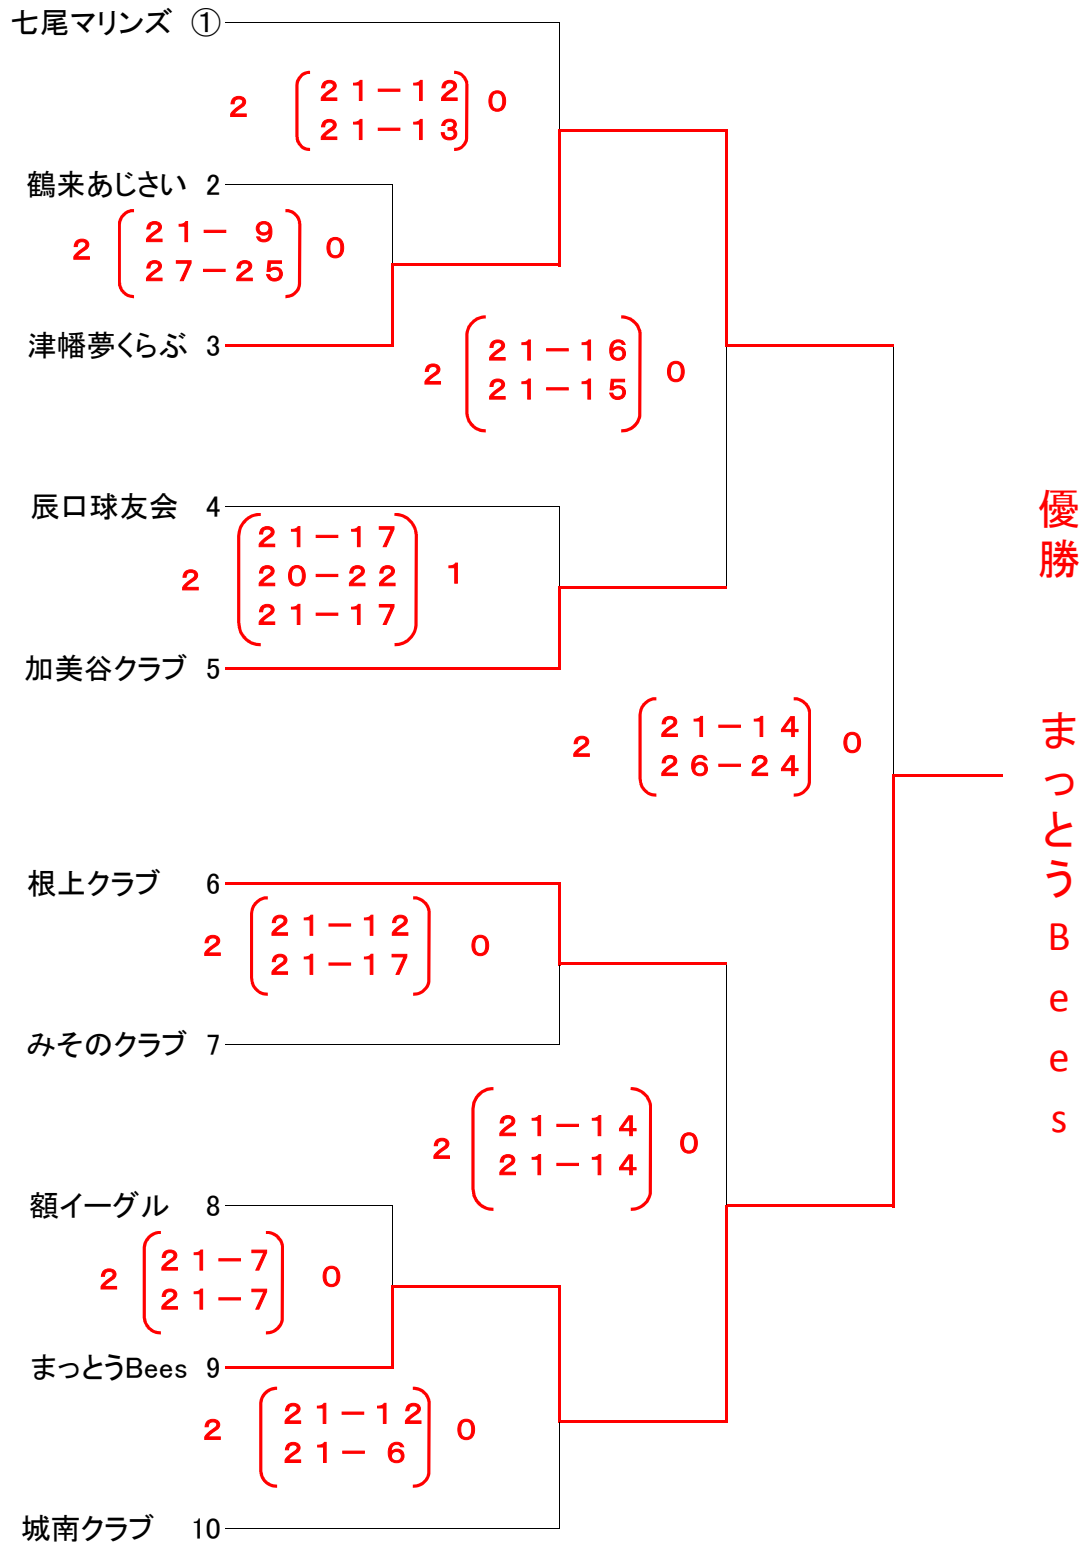 七尾マリンズ ①
2 21－12 0
21－13
鶴来あじさい 2
2 21－ 9 0
27－25
津幡夢くらぶ 3
2 21－16 0
21－15
辰口球友会 4
21－17
2 20－22 1
21－17
加美谷クラブ 5
2 21－14 0
26－24
優勝 まっとうBees
根上クラブ 6
2 21－12 0
21－17
みそのクラブ 7
2 21－14 0
21－14
額イーグル 8
2 21－7 0
21－7
まっとうBees 9
2 21－12 0
21－ 6
城南クラブ 10